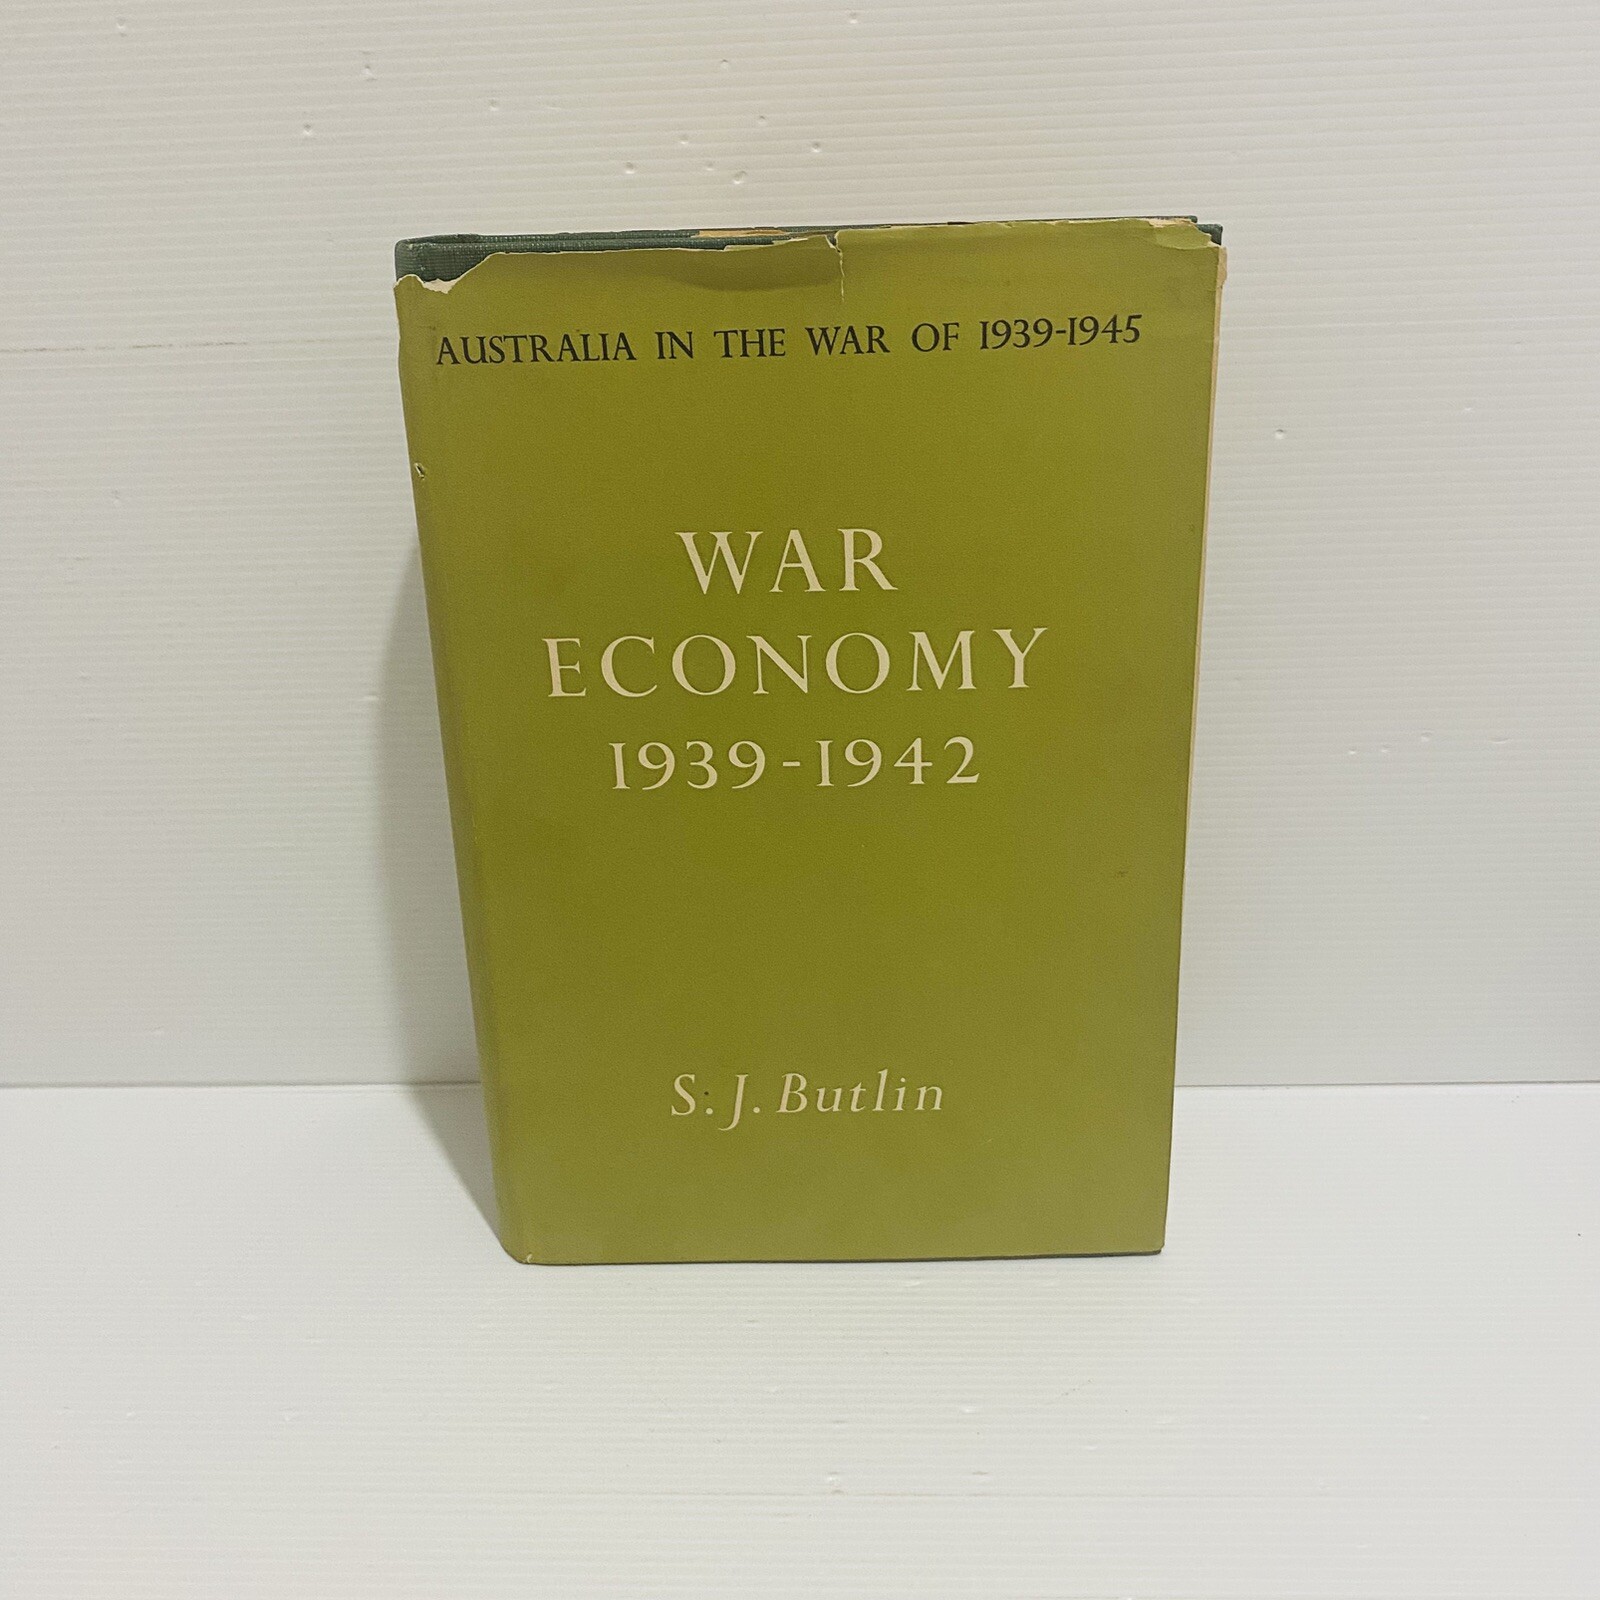 AUSTRALIA IN THE WAR OF 1939-1945
WAR
ECONOMY
1939-1942
S. J. Butlin